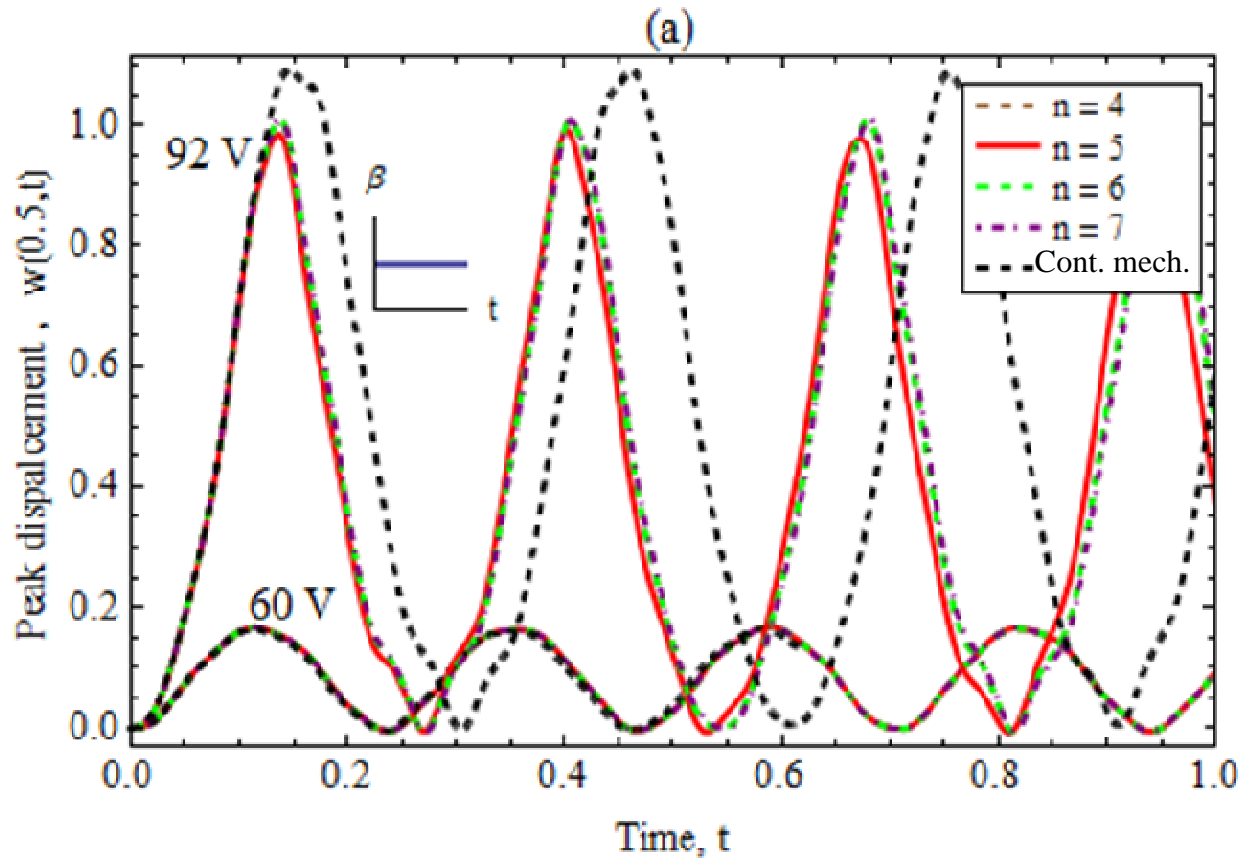 (a)
Peak dispalcement, w(0.5,t)
1.0
0.8
0.6
0.4
0.2
0.0
92 V
β
t
60 V
n = 4
n = 5
n = 6
n = 7
Cont. mech.
0.0 0.2 0.4 0.6 0.8 1.0
Time, t